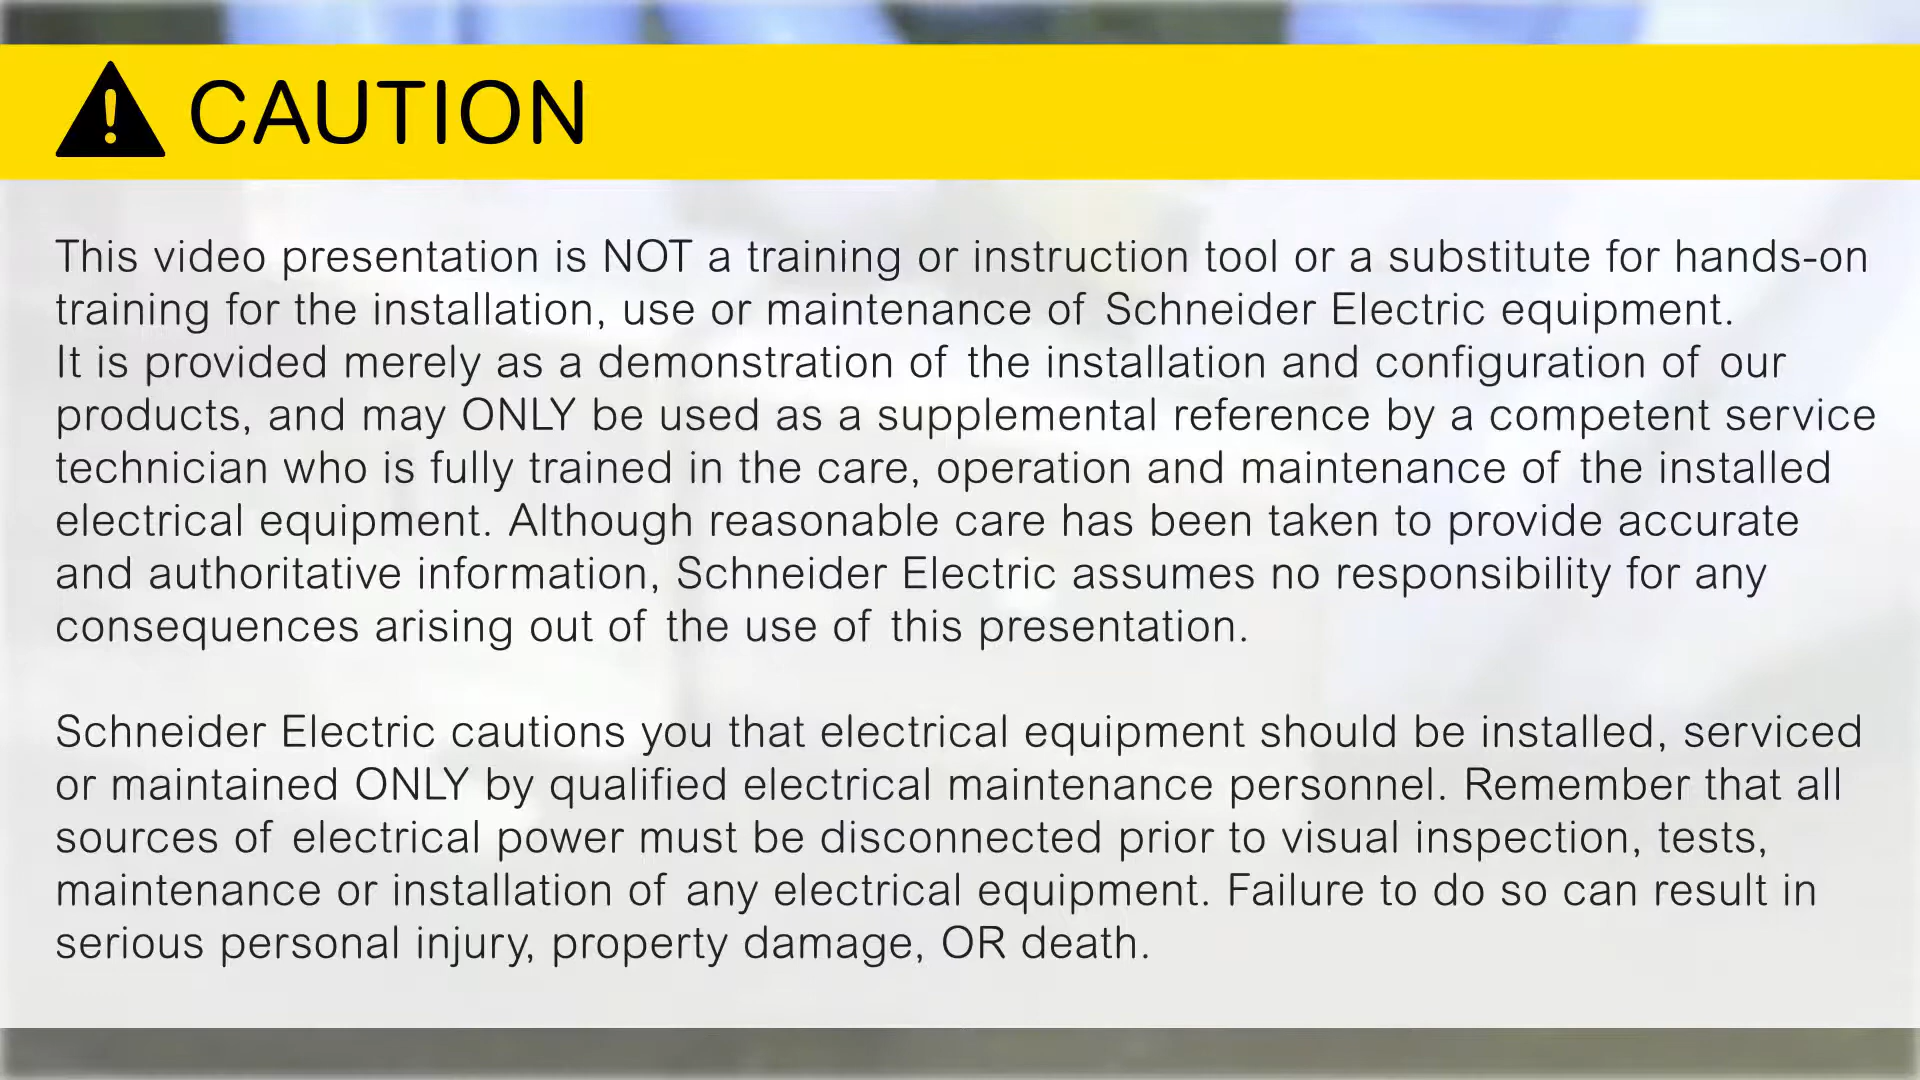 CAUTION
This video presentation is NOT a training or instruction tool or a substitute for hands-on
training for the installation, use or maintenance of Schneider Electric equipment.
It is provided merely as a demonstration of the installation and configuration of our
products, and may ONLY be used as a supplemental reference by a competent service
technician who is fully trained in the care, operation and maintenance of the installed
electrical equipment. Although reasonable care has been taken to provide accurate
and authoritative information, Schneider Electric assumes no responsibility for any
consequences arising out of the use of this presentation.
Schneider Electric cautions you that electrical equipment should be installed, serviced
or maintained ONLY by qualified electrical maintenance personnel. Remember that all
sources of electrical power must be disconnected prior to visual inspection, tests,
maintenance or installation of any electrical equipment. Failure to do so can result in
serious personal injury, property damage, OR death.